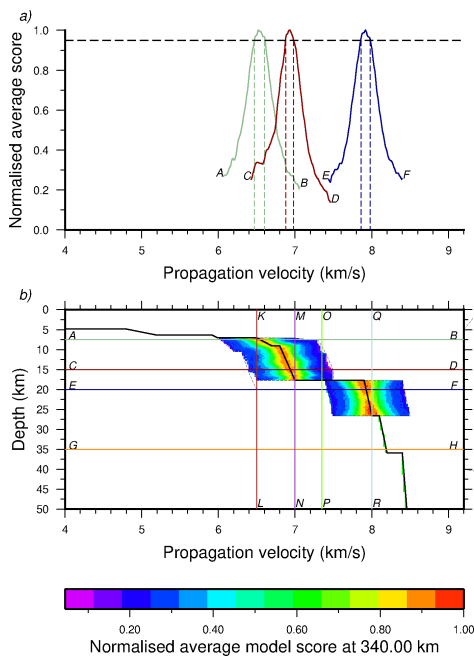 a)
Normalised average score
1.0
0.8
0.6
0.4
0.2
0.0
A
C
B
D
E
F
4 5 6 7 8 9
Propagation velocity (km/s)
b)
Depth (km)
0
5
10
15
20
25
30
35
40
45
50
K M O Q
A B
C D
E F
G H
L N P R
4 5 6 7 8 9
Propagation velocity (km/s)
0.20 0.40 0.60 0.80 1.00
Normalised average model score at 340.00 km